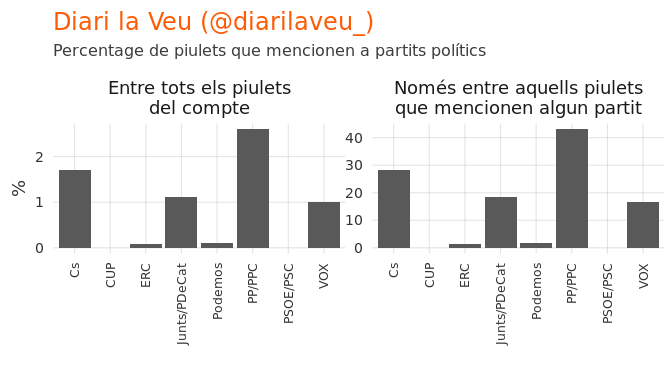 Diari la Veu (@diarilaveu_)
Percentage de piulets que mencionen a partits polítics
Entre tots els piulets
del compte
%
2
1
0
Cs
CUP
ERC
Junts/PDeCat
Podemos
PP/PPC
PSOE/PSC
VOX
Només entre aquells piulets
que mencionen algun partit
40
30
20
10
0
Cs
CUP
ERC
Junts/PDeCat
Podemos
PP/PPC
PSOE/PSC
VOX